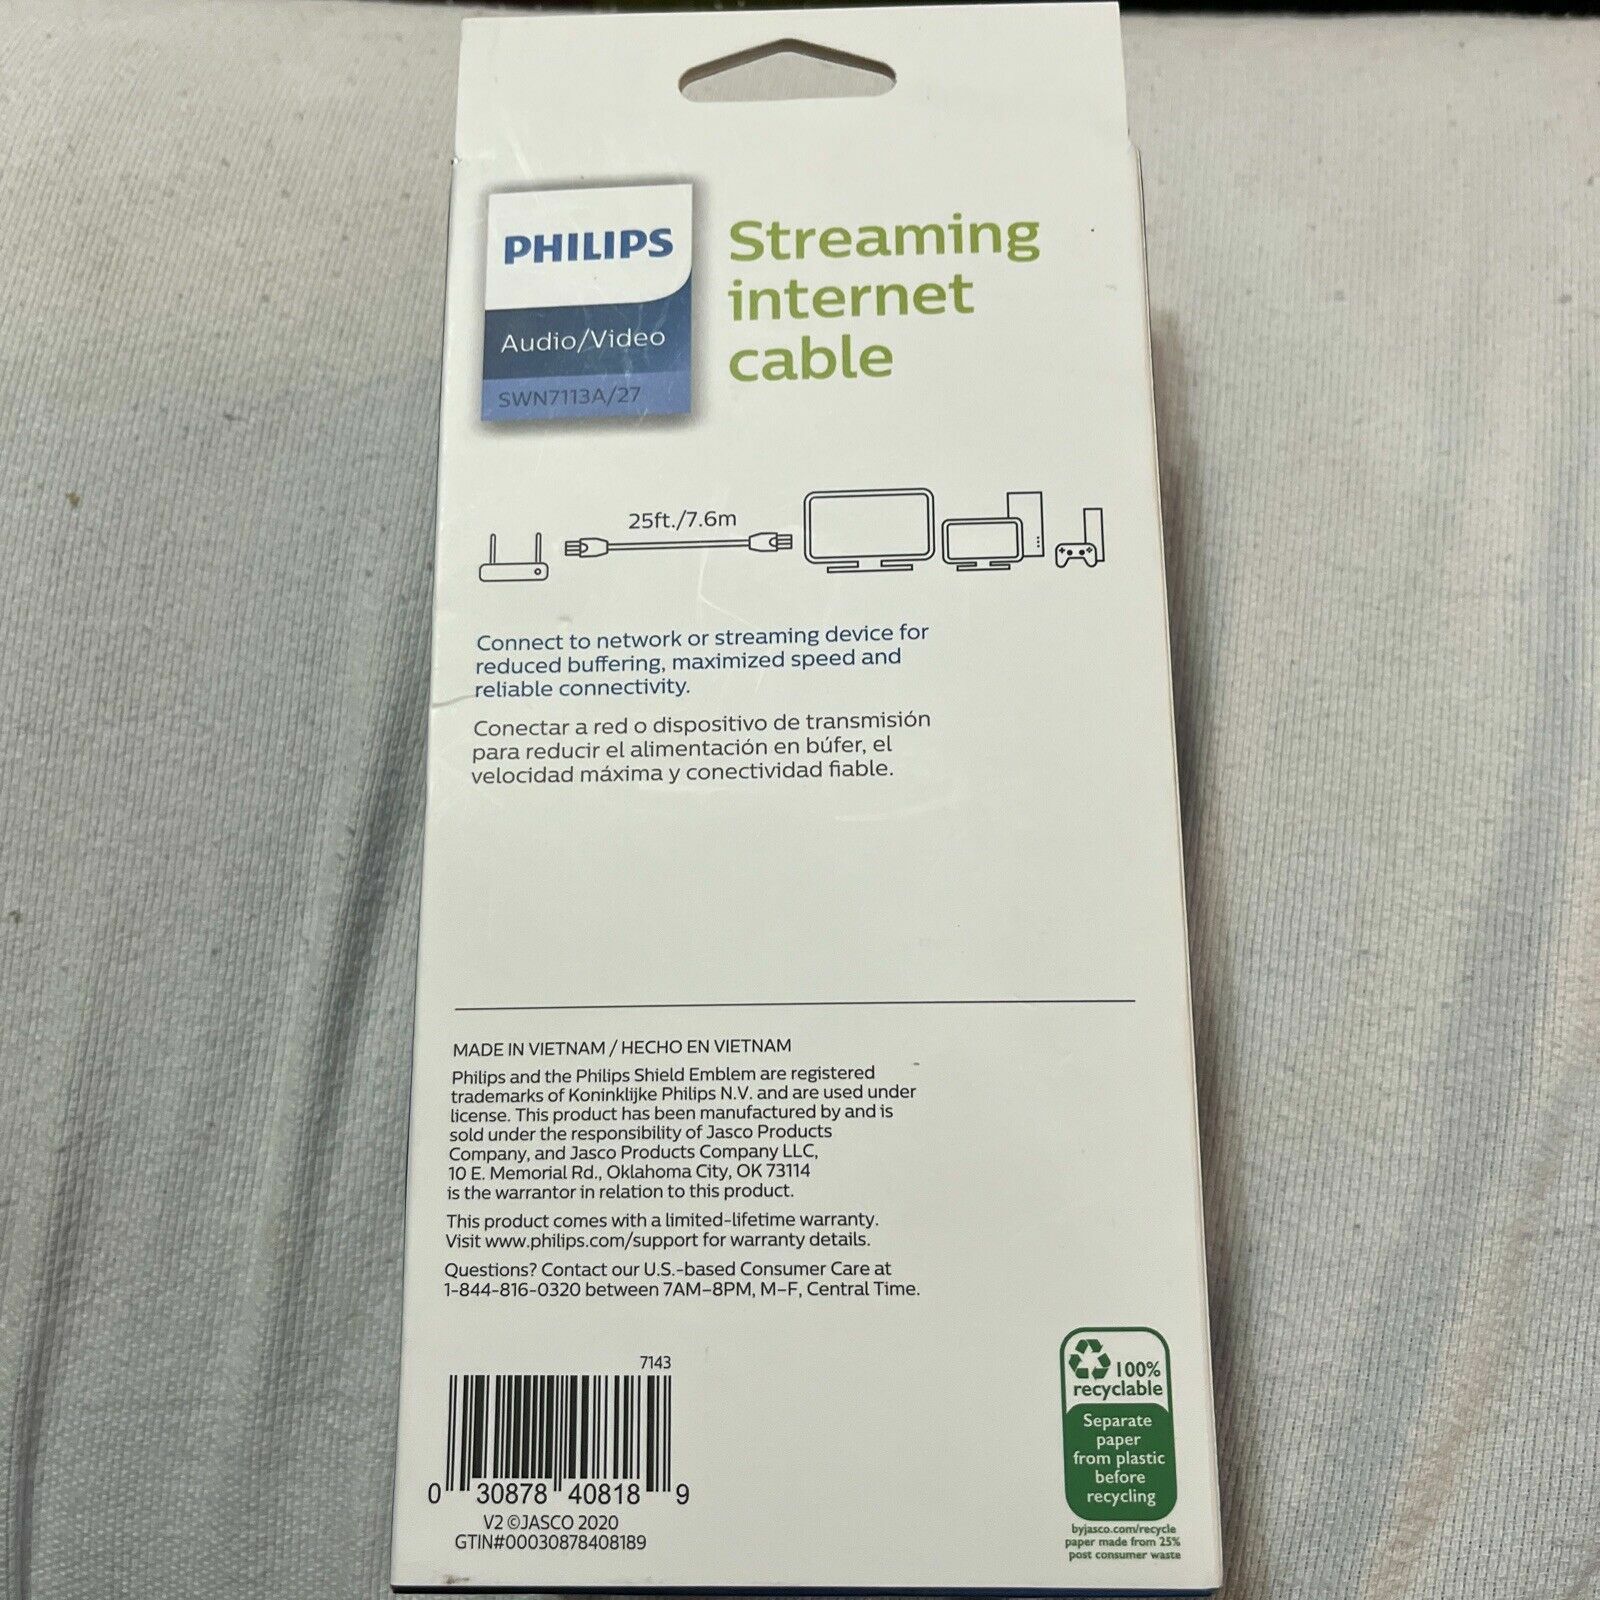 PHILIPS
Audio/Video
SWN7113A/27
Streaming
internet
cable
25ft./7.6m
Connect to network or streaming device for
reduced buffering, maximized speed and
reliable connectivity.
Conectar a red o dispositivo de transmisión
para reducir el alimentación en búfer, el
velocidad máxima y conectividad fiable.
MADE IN VIETNAM / HECHO EN VIETNAM
Philips and the Philips Shield Emblem are registered
trademarks of Koninklijke Philips N.V. and are used under
license. This product has been manufactured by and is
sold under the responsibility of Jasco Products
Company, and Jasco Products Company LLC,
10 E. Memorial Rd., Oklahoma City, OK 73114
is the warrantor in relation to this product.
This product comes with a limited-lifetime warranty.
Visit www.philips.com/support for warranty details.
Questions? Contact our U.S.-based Consumer Care at
1-844-816-0320 between 7AM–8PM, M–F, Central Time.
7143
0 30878 40818 9
V2 ©JASCO 2020
GTIN#00030878408189
100%
recyclable
Separate
paper
from plastic
before
recycling
byjasco.com/recycle
paper made from 25%
post consumer waste